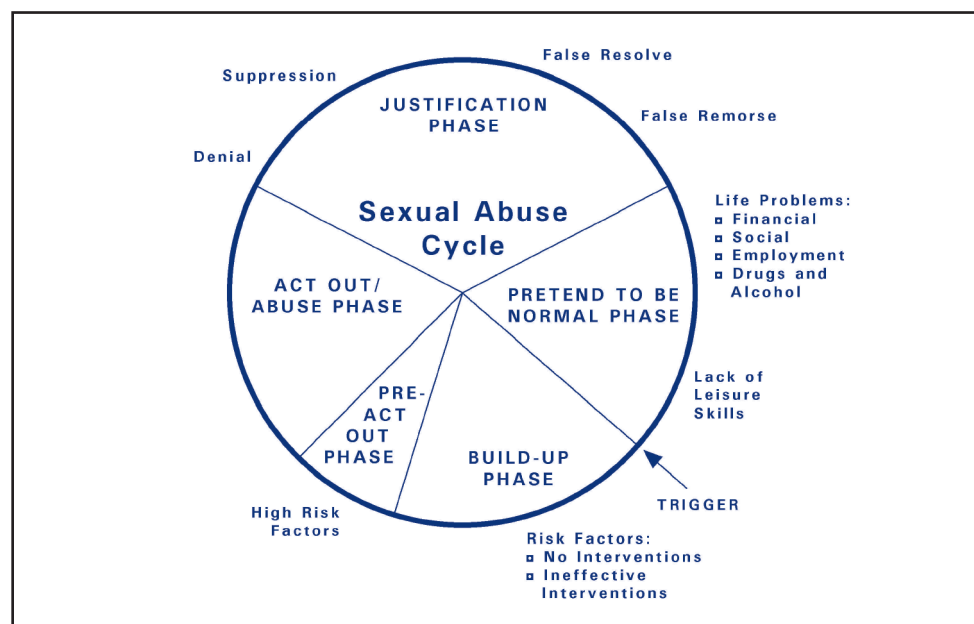 False Resolve
Suppression
JUSTIFICATION
PHASE
False Remorse
Denial
Sexual Abuse
Cycle
Life Problems:
▫ Financial
▫ Social
▫ Employment
▫ Drugs and
Alcohol
ACT OUT/
ABUSE PHASE
PRETEND TO BE
NORMAL PHASE
Lack of
Leisure
Skills
PRE-
ACT
OUT
PHASE
BUILD-UP
PHASE
TRIGGER
High Risk
Factors
Risk Factors:
▫ No Interventions
▫ Ineffective
Interventions